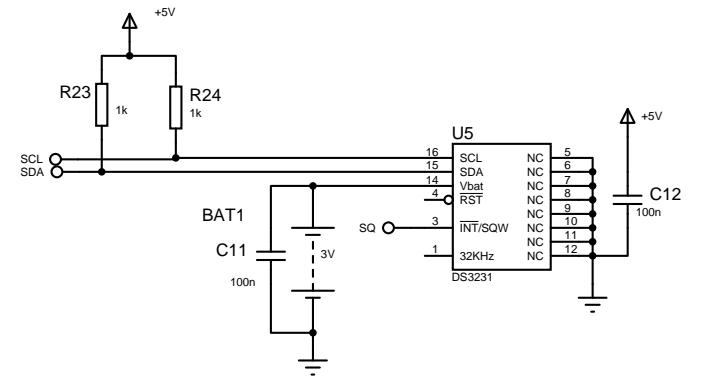 +5V
R23
1k
R24
1k
+5V
U5
SCL
SDA
16
15
14
4
3
1
SCL
SDA
Vbat
RST
INT/SQW
32KHz
NC
NC
NC
NC
NC
NC
NC
NC
5
6
7
8
9
10
11
12
DS3231
C12
100n
BAT1
SQ
C11
3V
100n